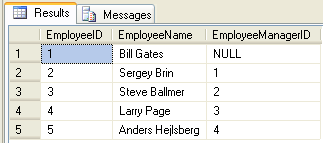 Results Messages
EmployeeID EmployeeName EmployeeManagerID
1 1 Bill Gates NULL
2 2 Sergey Brin 1
3 3 Steve Ballmer 2
4 4 Larry Page 3
5 5 Anders Hejlsberg 4